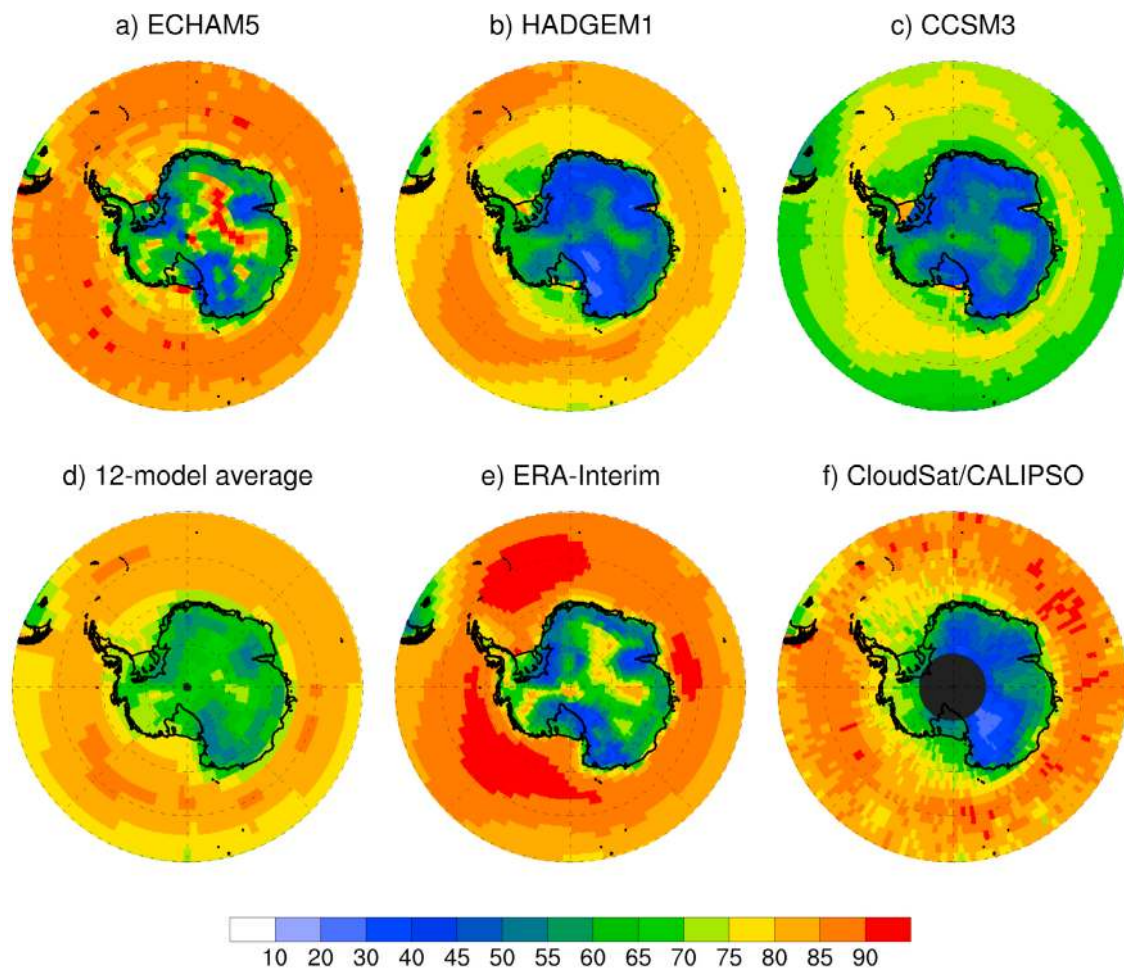 a) ECHAM5 b) HADGEM1 c) CCSM3
d) 12-model average e) ERA-Interim f) CloudSat/CALIPSO
10 20 30 40 45 50 55 60 65 70 75 80 85 90